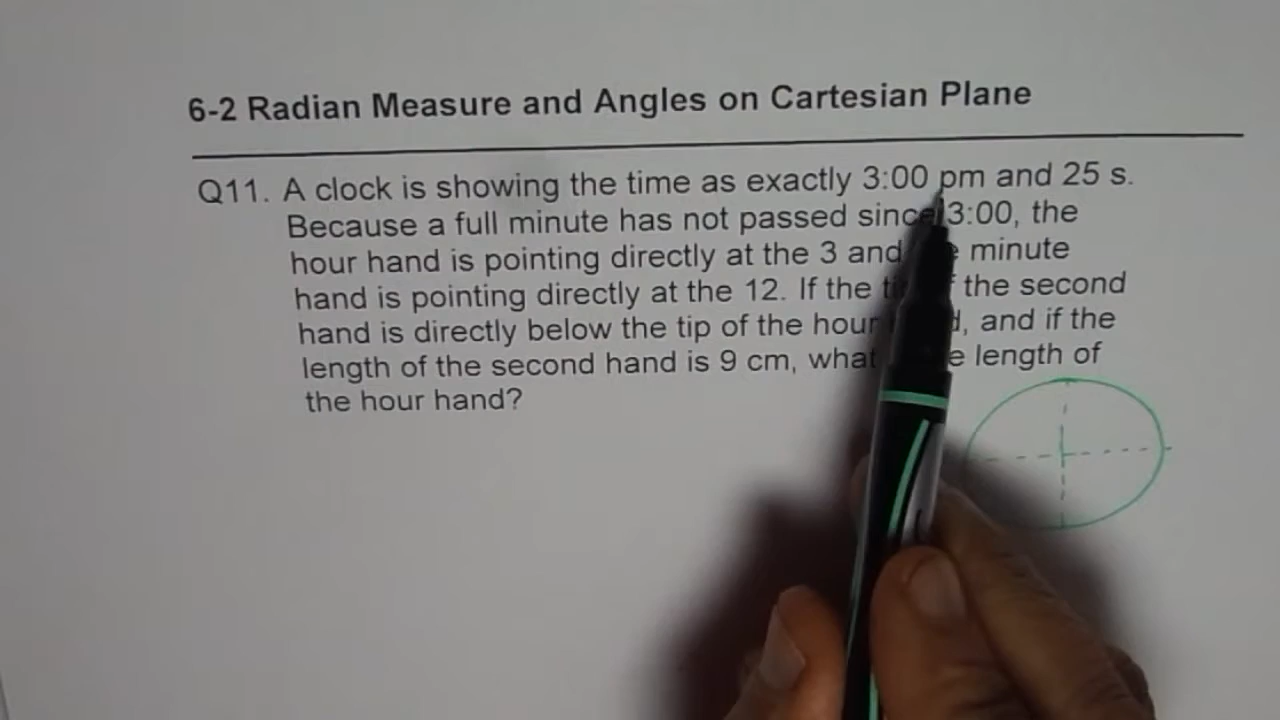 6-2 Radian Measure and Angles on Cartesian Plane
Q11. A clock is showing the time as exactly 3:00 pm and 25 s.
Because a full minute has not passed since 3:00, the
hour hand is pointing directly at the 3 and minute
hand is pointing directly at the 12. If the the second
hand is directly below the tip of the hour and if the
length of the second hand is 9 cm, what length of
the hour hand?